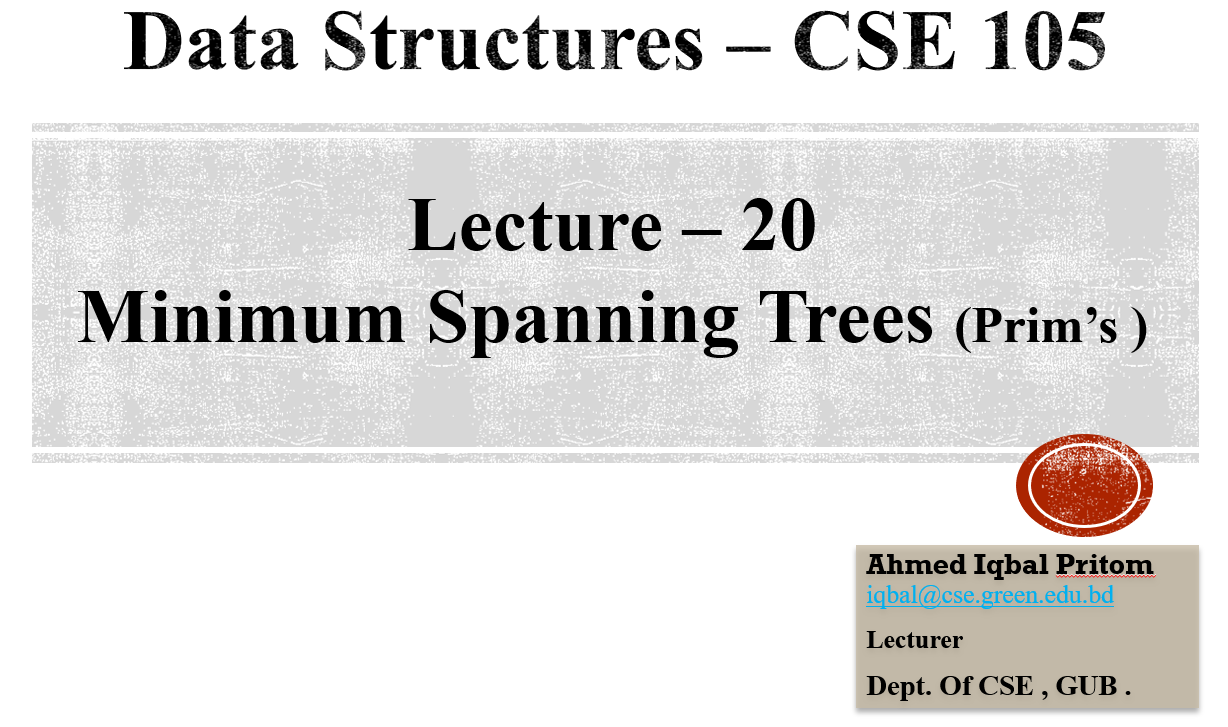 Data Structures – CSE 105
Lecture – 20
Minimum Spanning Trees (Prim’s )
Ahmed Iqbal Pritom
iqbal@cse.green.edu.bd
Lecturer
Dept. Of CSE , GUB .